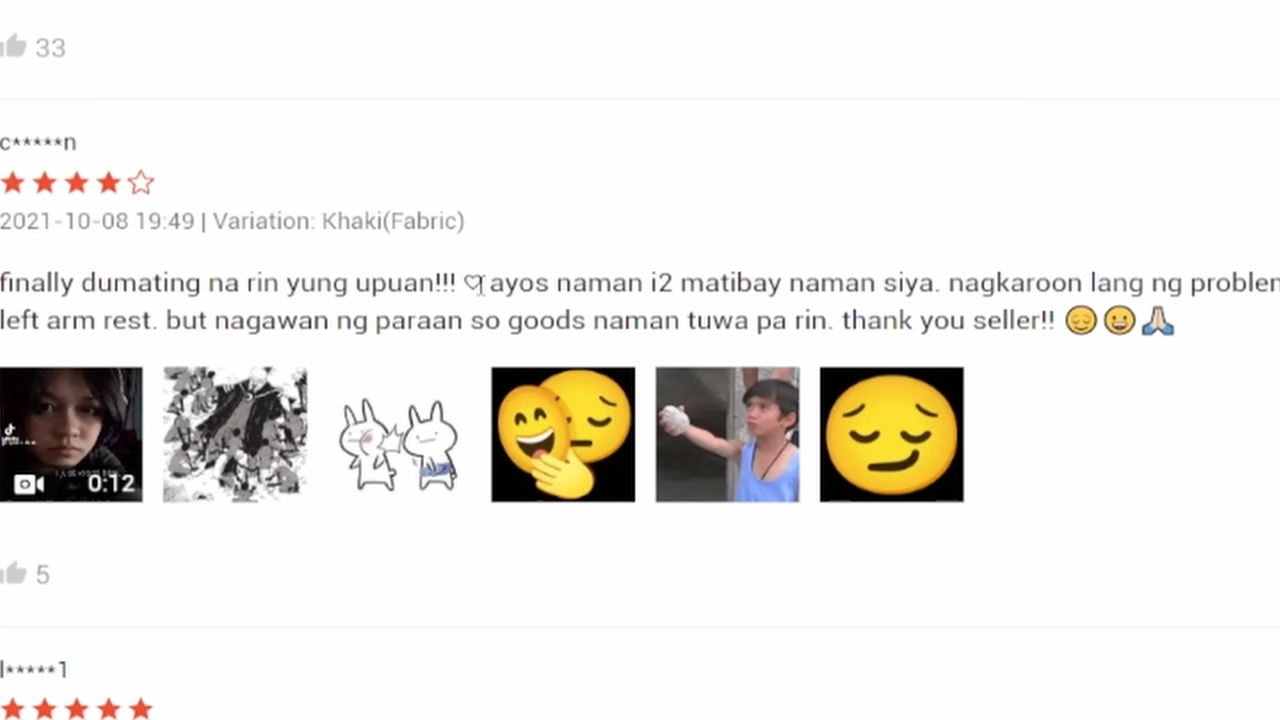 33
c*****n
2021-10-08 19:49 | Variation: Khaki(Fabric)
finally dumating na rin yung upuan!!! ♡ ayos naman i2 matibay naman siya. nagkaroon lang ng
left arm rest. but nagawan ng paraan so goods naman tuwa pa rin. thank you seller!! 😌😀🙏
0:12
5
l*****1